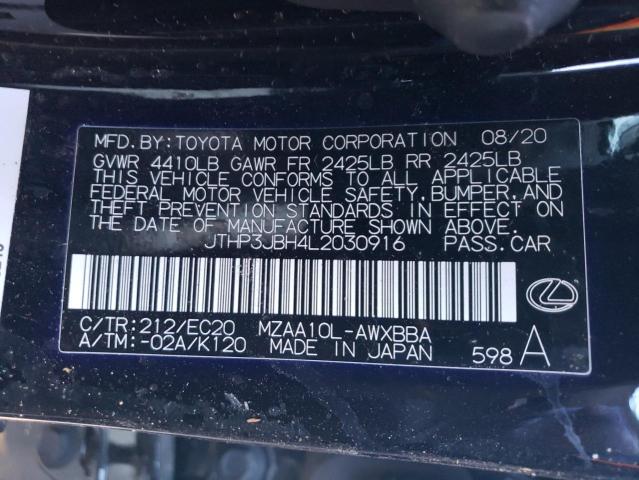 MFD.BY:TOYOTA MOTOR CORPORATION 08/20
GVWR 4410LB GAWR FR 2425LB RR 2425LB
THIS VEHICLE CONFORMS TO ALL APPLICABLE
FEDERAL MOTOR VEHICLE SAFETY,BUMPER,AND
THEFT PREVENTION STANDARDS IN EFFECT ON
THE DATE OF MANUFACTURE SHOWN ABOVE.
JTHP3JBH4L2030916 PASS.CAR
C/TR:212/EC20 MZAA10L-AWXBBA
A/TM:-02A/K120 MADE IN JAPAN 598 A